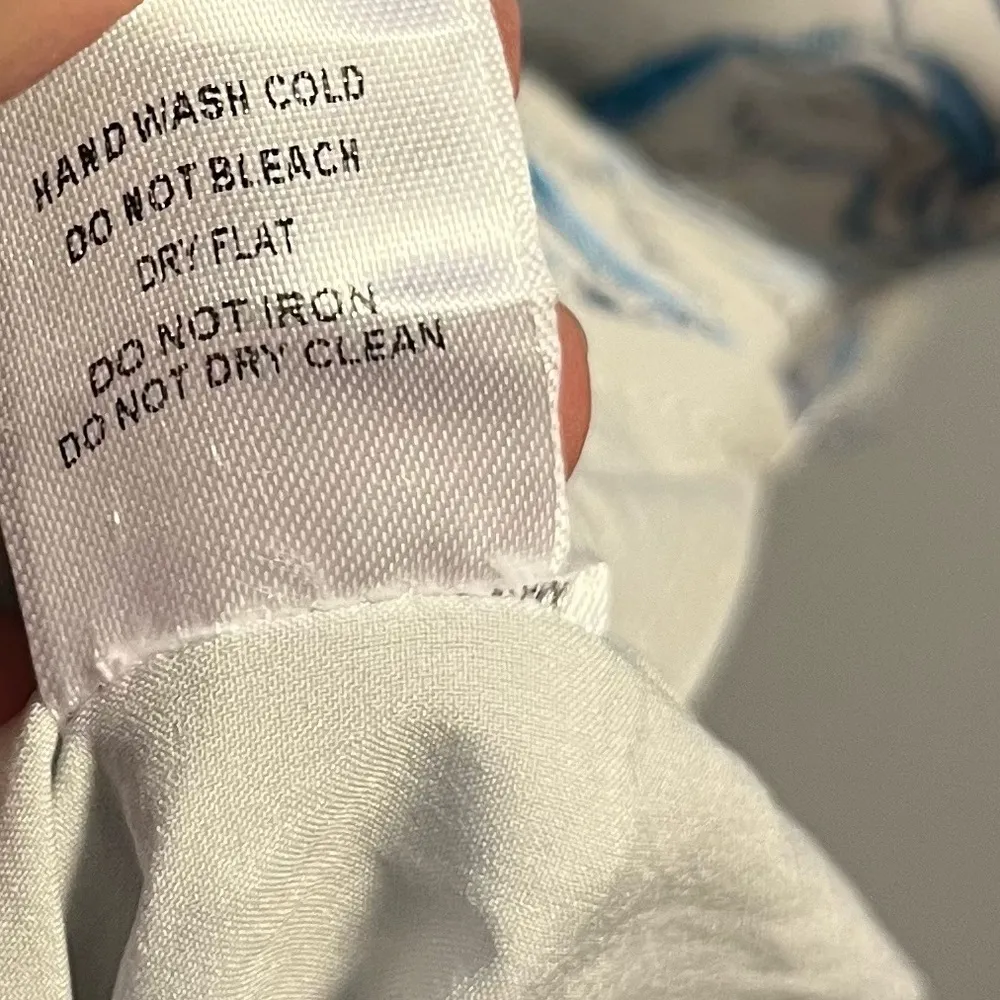 HAND WASH COLD
DO NOT BLEACH
DRY FLAT
DO NOT IRON
DO NOT DRY CLEAN